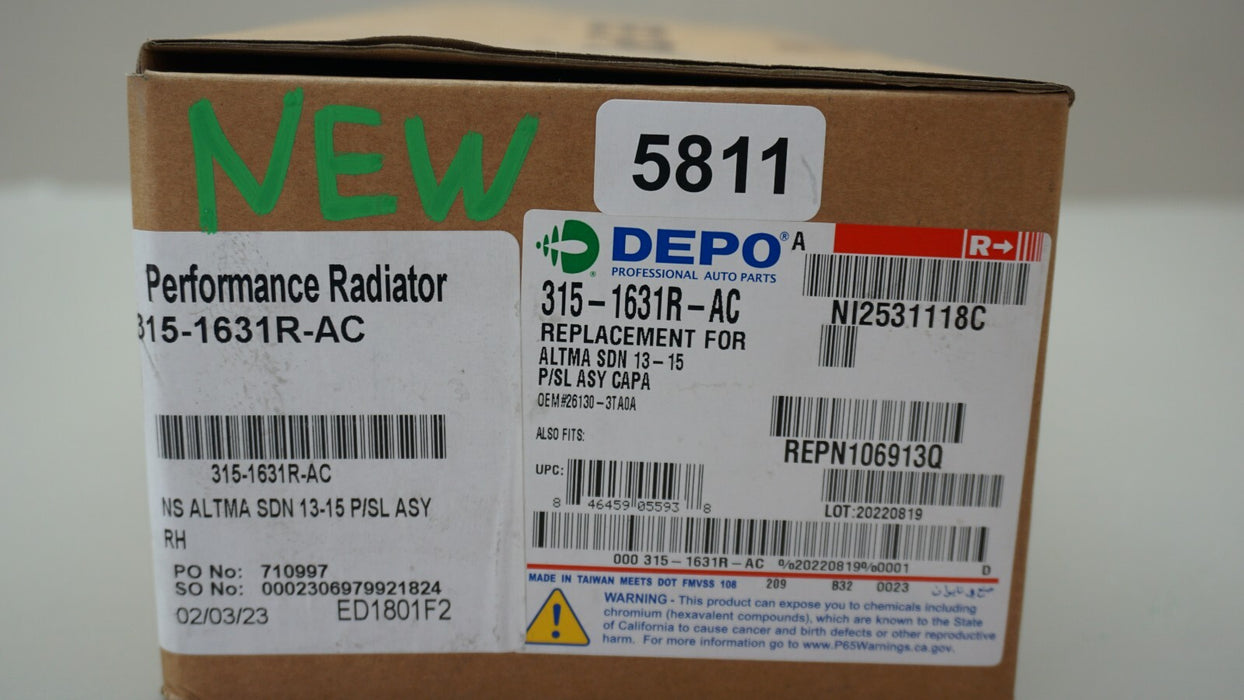 NEW
5811
Performance Radiator
315-1631R-AC
315-1631R-AC
NS ALTMA SDN 13-15 P/SL ASY
RH
PO No: 710997
SO No: 0002306979921824
02/03/23 ED1801F2
DEPO® A
PROFESSIONAL AUTO PARTS
®
R→
315-1631R-AC
NI2531118C
REPLACEMENT FOR
ALTMA SDN 13-15
P/SL ASY CAPA
OEM#26130-3TA0A
ALSO FITS:
REPN106913Q
UPC:
8 46459 05593 8
LOT:20220819
000 315-1631R-AC %20220819%0001 D
MADE IN TAIWAN MEETS DOT FMVSS 108 209 B32 0023
WARNING - This product can expose you to chemicals including
chromium (hexavalent compounds), which are known to the State
of California to cause cancer and birth defects or other reproductive
harm. For more information go to www.P65Warnings.ca.gov.